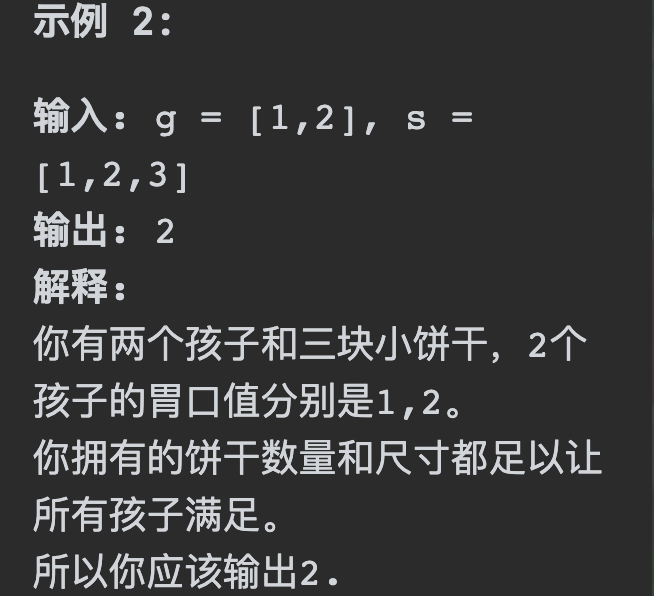 示例 2:
输入: g = [1,2], s =
[1,2,3]
输出: 2
解释:
你有两个孩子和三块小饼干，2个
孩子的胃口值分别是1,2。
你拥有的饼干数量和尺寸都足以让
所有孩子满足。
所以你应该输出2.